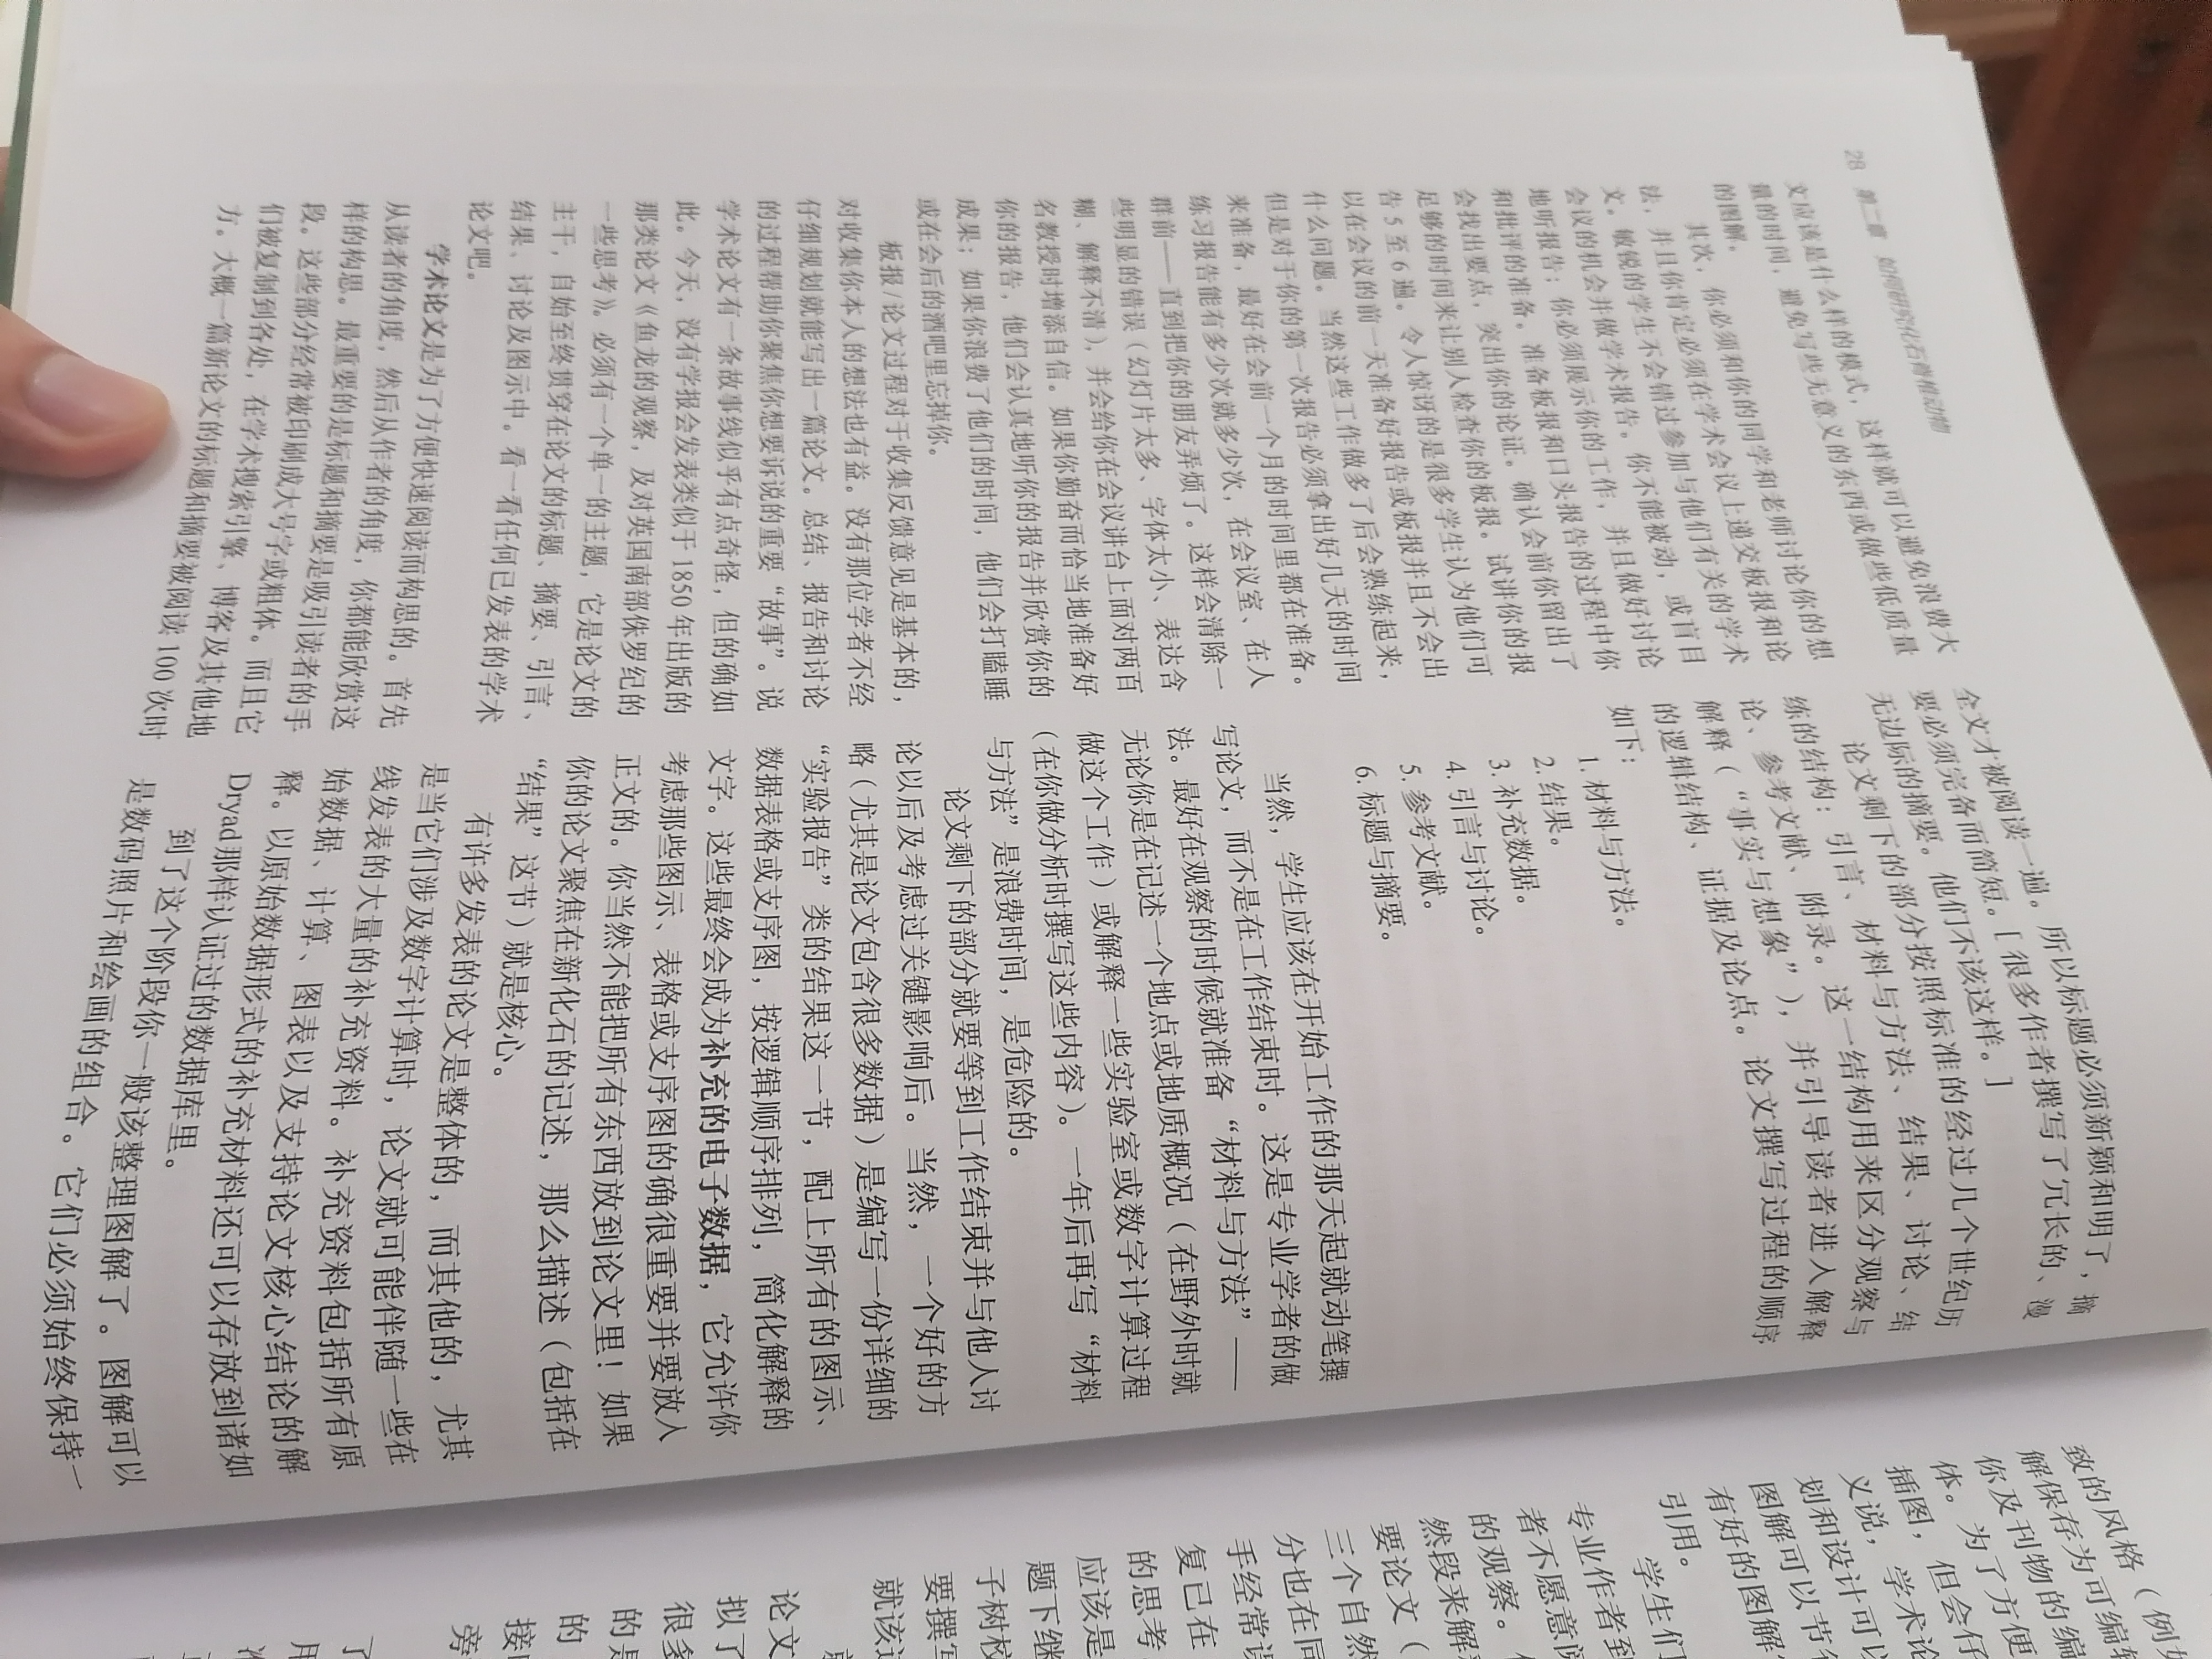 28 第二章 如何研究化石脊椎动物
文应该是什么样的模式，这样就可以避免浪费大
量的时间，避免写些无意义的东西或做些低质量
的图解。
其次，你必须和你的同学和老师讨论你的想
法，并且你肯定必须在学术会议上递交板报和论
文。敏锐的学生不会错过参加与他们有关的学术
会议的机会并做学术报告。你不能被动，或盲目
地听报告；你必须展示你的工作，并且做好讨论
和批评的准备。准备板报和口头报告的过程中你
会找出要点，突出你的论证。确认会前你留出了
足够的时间来让别人检查你的板报。试讲你的报
告 5 至 6 遍。令人惊讶的是很多学生认为他们可
以在会议的前一天准备好报告或板报并且不会出
什么问题。当然这些工作做多了后会熟练起来，
但是对于你的第一次报告必须拿出好几天的时间
来准备，最好在会前一个月的时间里都在准备。
练习报告能有多少次就多少次，在会议室、在人
群前——直到把你的朋友弄烦了。这样会清除一
些明显的错误（幻灯片太多、字体太小、表达含
糊、解释不清），并会给你在会议讲台上面对两百
名教授时增添自信。如果你勤奋而恰当地准备好
你的报告，他们会认真地听你的报告并欣赏你的
成果；如果你浪费了他们的时间，他们会打瞌睡
或在会后的酒吧里忘掉你。
板报/论文过程对于收集反馈意见是基本的，
对收集你本人的想法也有益。没有那位学者不经
仔细规划就能写出一篇论文。总结、报告和讨论
的过程帮助你聚焦你想要诉说的重要“故事”。说
学术论文有一条故事线似乎有点奇怪，但的确如
此。今天，没有学报会发表类似于 1850 年出版的
那类论文《鱼龙的观察，及对英国南部侏罗纪的
一些思考》。必须有一个单一的主题，它是论文的
主干，自始至终贯穿在论文的标题、摘要、引言、
结果、讨论及图示中。看一看任何已发表的学术
论文吧。
学术论文是为了方便快速阅读而构思的。首先
从读者的角度，然后从作者的角度，你都能欣赏这
样的构思。最重要的是标题和摘要是吸引读者的手
段。这些部分经常被印刷成大号字或粗体。而且它
们被复制到各处，在学术搜索引擎、博客及其他地
方。大概一篇新论文的标题和摘要被阅读 100 次时
全文才被阅读一遍。所以标题必须新颖和明了，摘
要必须完备而简短。[ 很多作者撰写了冗长的、漫
无边际的摘要。他们不该这样。]
论文剩下的部分按照标准的经过几个世纪历
练的结构：引言、材料与方法、结果、讨论、结
论、参考文献、附录。这一结构用来区分观察与
解释（“事实与想象”），并引导读者进入解释
的逻辑结构、证据及论点。论文撰写过程的顺序
如下：
1. 材料与方法。
2. 结果。
3. 补充数据。
4. 引言与讨论。
5. 参考文献。
6. 标题与摘要。
当然，学生应该在开始工作的那天起就动笔撰
写论文，而不是在工作结束时。这是专业学者的做
法。最好在观察的时候就准备“材料与方法”——
无论你是在记述一个地点或地质概况（在野外时就
做这个工作）或解释一些实验室或数字计算过程
（在你做分析时撰写这些内容）。一年后再写“材料
与方法”是浪费时间，是危险的。
论文剩下的部分就要等到工作结束并与他人讨
论以后及考虑过关键影响后。当然，一个好的方
略（尤其是论文包含很多数据）是编写一份详细的
“实验报告”类的结果这一节，配上所有的图示、
数据表格或支序图，按逻辑顺序排列，简化解释的
文字。这些最终会成为补充的电子数据，它允许你
考虑那些图示、表格或支序图的确很重要并要放入
正文的。你当然不能把所有东西放到论文里！如果
你的论文聚焦在新化石的记述，那么描述（包括在
“结果”这节）就是核心。
有许多发表的论文是整体的，而其他的，尤其
是当它们涉及数字计算时，论文就可能伴随一些在
线发表的大量的补充资料。补充资料包括所有原
始数据、计算、图表以及支持论文核心结论的解
释。以原始数据形式的补充材料还可以存放到诸如
Dryad 那样认证过的数据库里。
到了这个阶段你一般该整理图解了。图解可以
是数码照片和绘画的组合。它们必须始终保持一
致的风格（例如
解保存为可编辑
你及刊物的编
体。为了方便
插图，但会仔
义说，学术论
划和设计可以
图解可以节省
有好的图解
引用。
学生们
专业作者到
者不愿意阅
的观察。
然段来解释
要论文（
三个自然
分也在同
手经常误
复已在
的思考
应该是
题下继
子树校
要撰写
就该
论文
拟了
很多
的是
的
接
旁